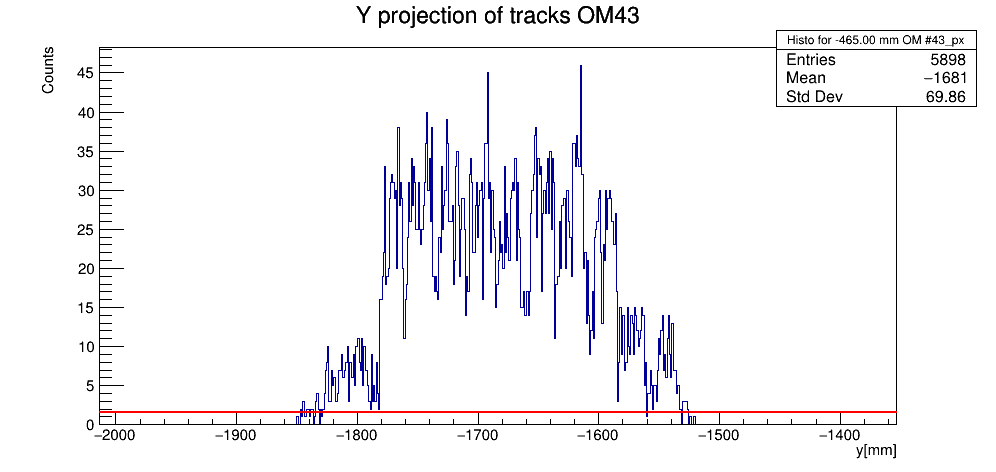 Y projection of tracks OM43
Histo for -465.00 mm OM #43_px
Entries 5898
Mean −1681
Std Dev 69.86
Counts
45
40
35
30
25
20
15
10
5
0
−2000 −1900 −1800 −1700 −1600 −1500 −1400
y[mm]